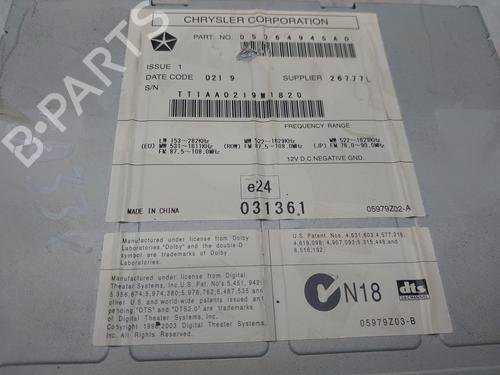 CHRYSLER CORPORATION
PART NO. 05064945AD
ISSUE 1
DATE CODE 0219 SUPPLIER 26777L
S/N
TT1AA0219M1820
FREQUENCY RANGE
LW 153~282KHz MW 522~1629KHz MW 522~1629KHz
(EU) MW 531~1611KHz (ROW) FM 87.5~108.0MHz (JP) FM 76.0~90.0MHz
FM 87.5~108.0MHz
12V D.C.NEGATIVE GND.
e24
031361
MADE IN CHINA
05979Z02-A
Manufactured under license from Dolby
Laboratories."Dolby" and the double-D
symbol are trademarks of Dolby
Laboratories.
Manufactured under license from Digital
Theater Systems, Inc.U.S. Pat. No's 5,451,942;
5,956,674;5,974,380;5,978,762;6,487,535 and
other U.S. and world-wide patents issued and
pending."DTS" and "DTS2.0" are trademarks
of Digital Theater Systems, Inc.
Copyright 1996,2003 Digital Theater
Systems, Inc. All Rights Reserved.
U.S. Patent Nos. 4,631,603;4,577,216;
4,819,098; 4,907,093;5,315,448;and
6,516,132
N18
dts
05979Z03-B
B-PARTS